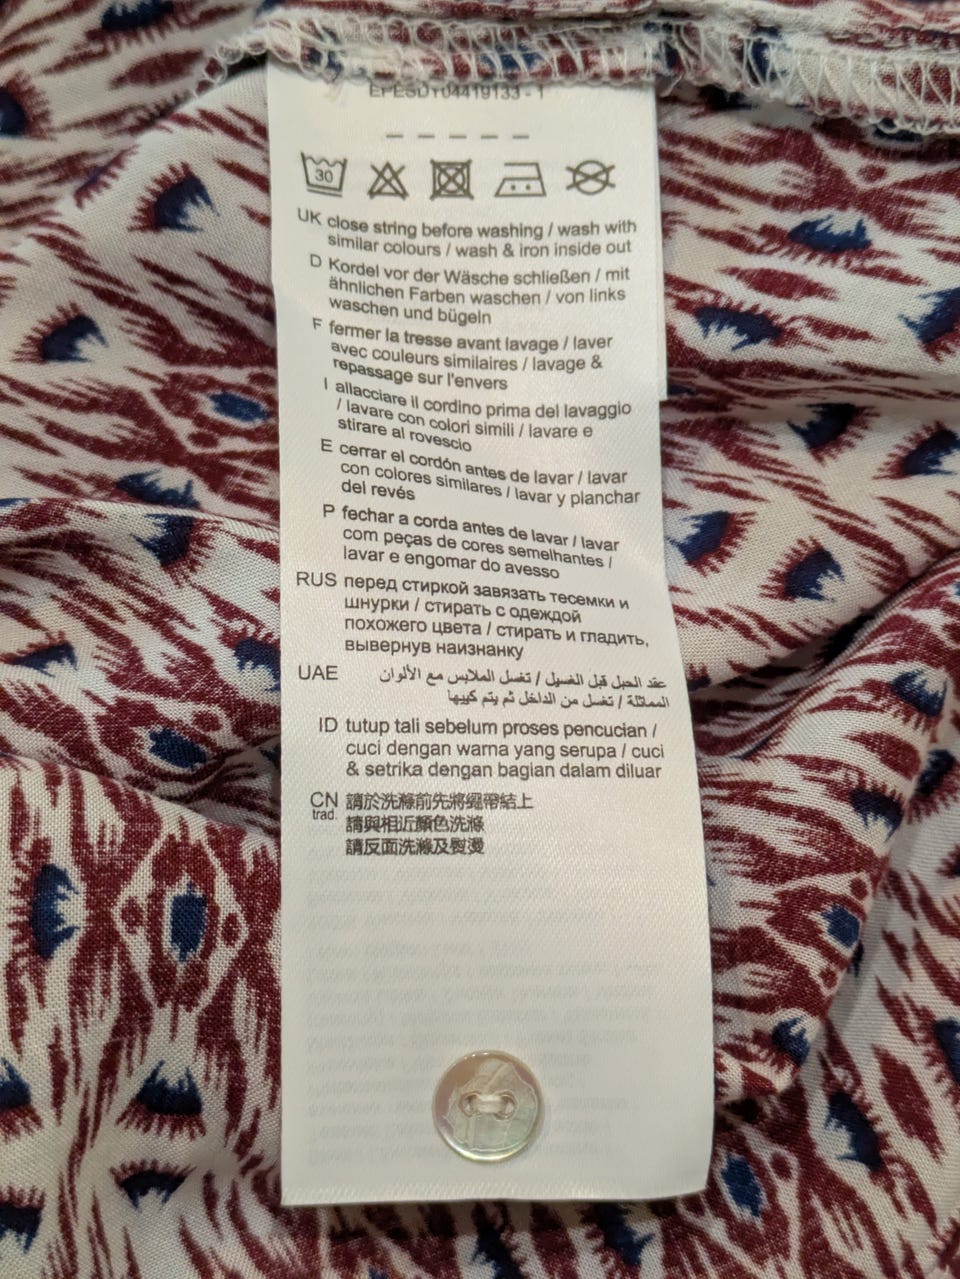 - - - - -
30
UK close string before washing / wash with
similar colours / wash & iron inside out
D Kordel vor der Wäsche schließen / mit
ähnlichen Farben waschen / von links
waschen und bügeln
F fermer la tresse avant lavage / laver
avec couleurs similaires / lavage &
repassage sur l'envers
I allacciare il cordino prima del lavaggio
/ lavare con colori simili / lavare e
stirare al rovescio
E cerrar el cordón antes de lavar / lavar
con colores similares / lavar y planchar
del revés
P fechar a corda antes de lavar / lavar
com peças de cores semelhantes /
lavar e engomar do avesso
RUS перед стиркой завязать тесемки и
шнурки / стирать с одеждой
похожего цвета / стирать и гладить,
вывернув наизнанку
UAE عقد الحبل قبل الغسيل / تغسل الملابس مع الألوان
المماثلة / تغسل من الداخل ثم يتم كييها
ID tutup tali sebelum proses pencucian /
cuci dengan warna yang serupa / cuci
& setrika dengan bagian dalam diluar
CN trad. 請於洗滌前先將繩帶結上
請與相近顏色洗滌
請反面洗滌及熨燙